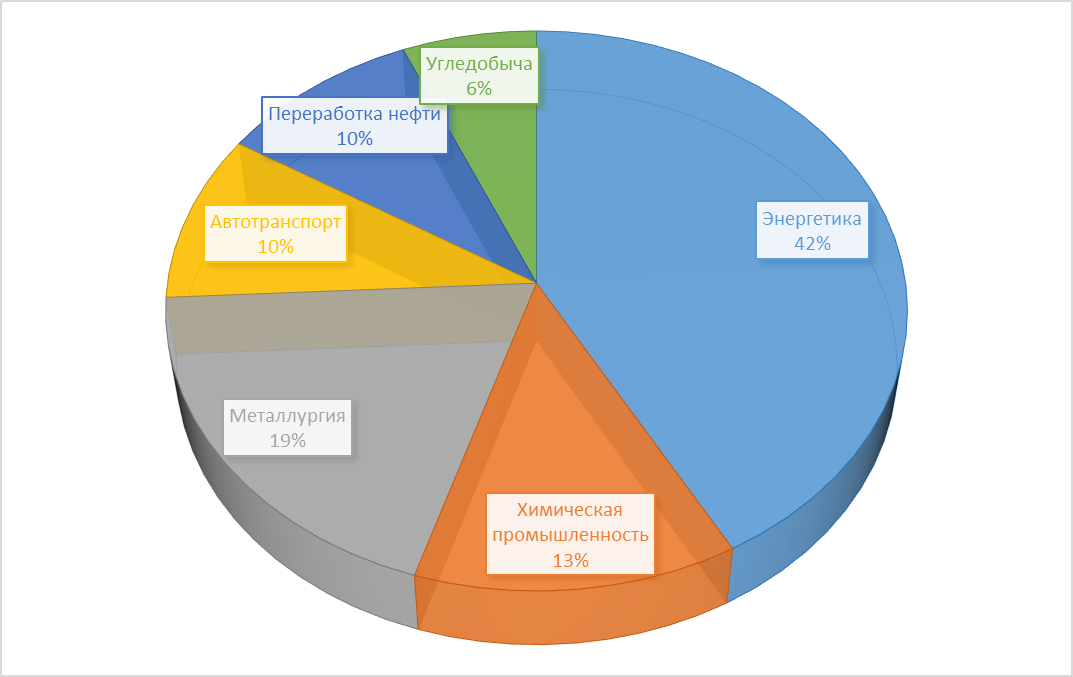 Угледобыча
6%
Переработка нефти
10%
Энергетика
42%
Автотранспорт
10%
Металлургия
19%
Химическая
промышленность
13%